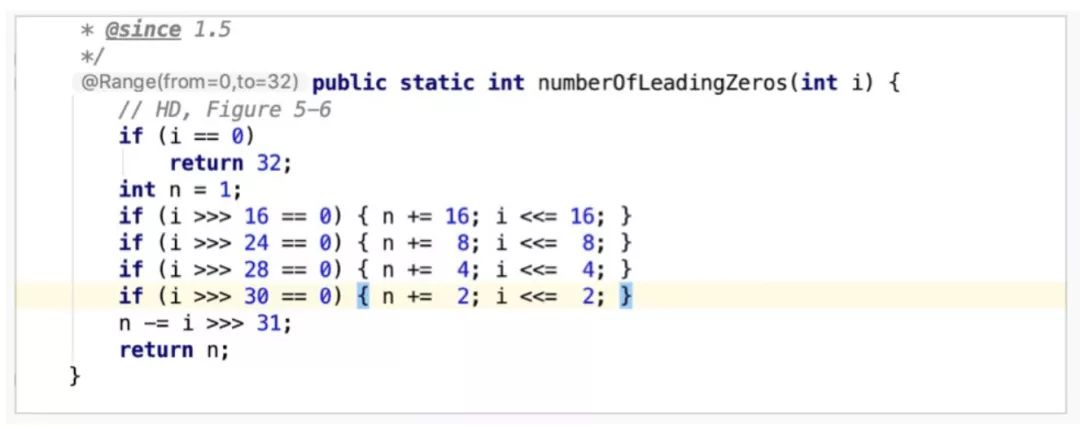 * @since 1.5
*/
@Range(from=0,to=32) public static int numberOfLeadingZeros(int i) {
// HD, Figure 5-6
if (i == 0)
return 32;
int n = 1;
if (i >>> 16 == 0) { n += 16; i <<= 16; }
if (i >>> 24 == 0) { n +=  8; i <<=  8; }
if (i >>> 28 == 0) { n +=  4; i <<=  4; }
if (i >>> 30 == 0) { n +=  2; i <<=  2; }
n -= i >>> 31;
return n;
}